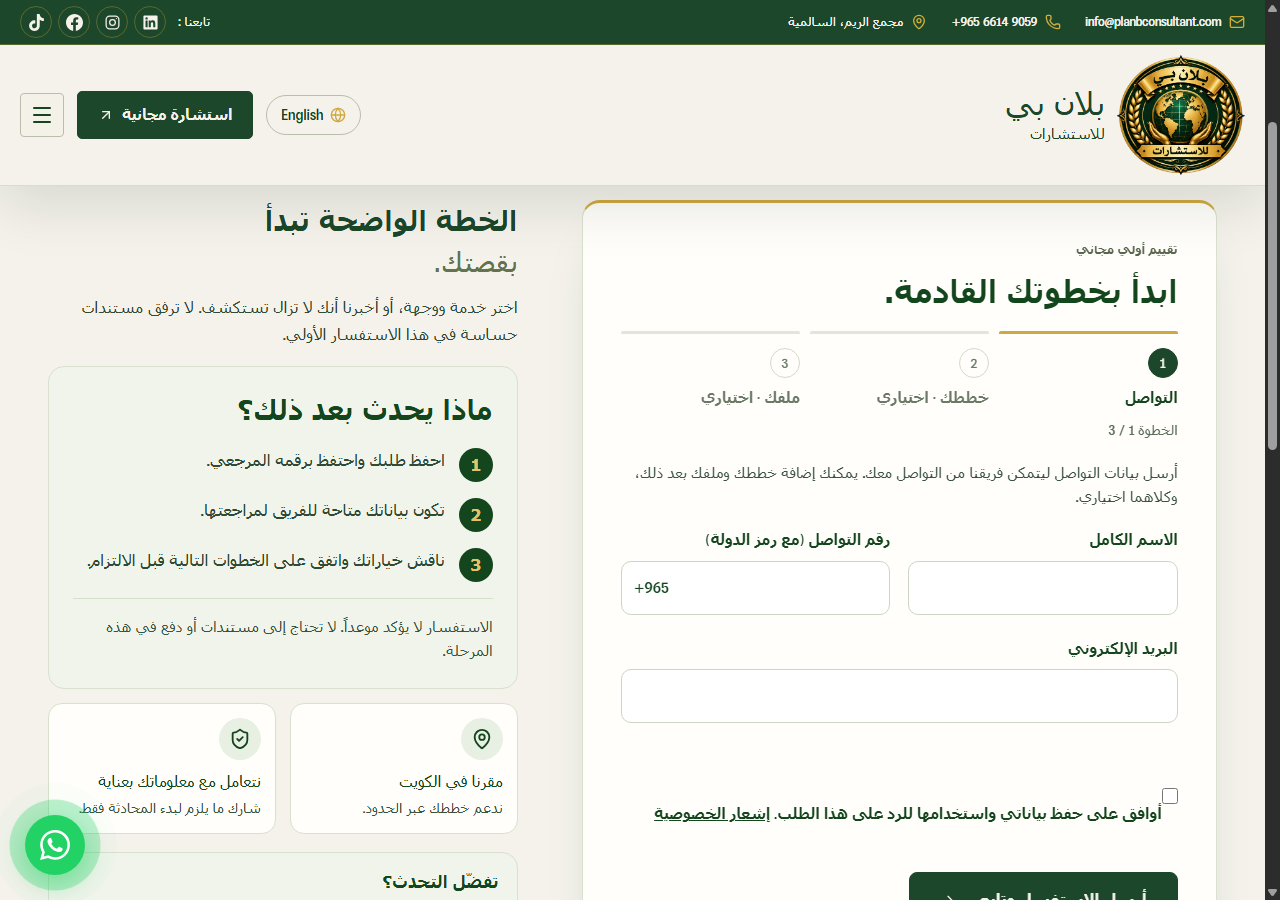 info@planbconsultant.com
+965 6614 9059
مجمع الريم، السالمية
تابعنا :
بلان بي
للاستشارات
بلان بي
للاستشارات
English
استشارة مجانية
تقييم أولي مجاني
ابدأ بخطوتك القادمة.
1
التواصل
2
خططك · اختياري
3
ملفك · اختياري
الخطوة 1 / 3
أرسل بيانات التواصل ليتمكن فريقنا من التواصل معك. يمكنك إضافة خططك وملفك بعد ذلك،
وكلاهما اختياري.
الاسم الكامل
رقم التواصل (مع رمز الدولة)
+965
البريد الإلكتروني
أوافق على حفظ بياناتي واستخدامها للرد على هذا الطلب. إشعار الخصوصية
الخطة الواضحة تبدأ
بقصتك.
اختر خدمة ووجهة، أو أخبرنا أنك لا تزال تستكشف. لا ترفق مستندات
حساسة في هذا الاستفسار الأولي.
ماذا يحدث بعد ذلك؟
1
احفظ طلبك واحتفظ برقمه المرجعي.
2
تكون بياناتك متاحة للفريق لمراجعتها.
3
ناقش خياراتك واتفق على الخطوات التالية قبل الالتزام.
الاستفسار لا يؤكد موعداً. لا تحتاج إلى مستندات أو دفع في هذه
المرحلة.
مقرنا في الكويت
ندعم خططك عبر الحدود.
نتعامل مع معلوماتك بعناية
شارك ما يلزم لبدء المحادثة فقط.
تفضّل التحدث؟